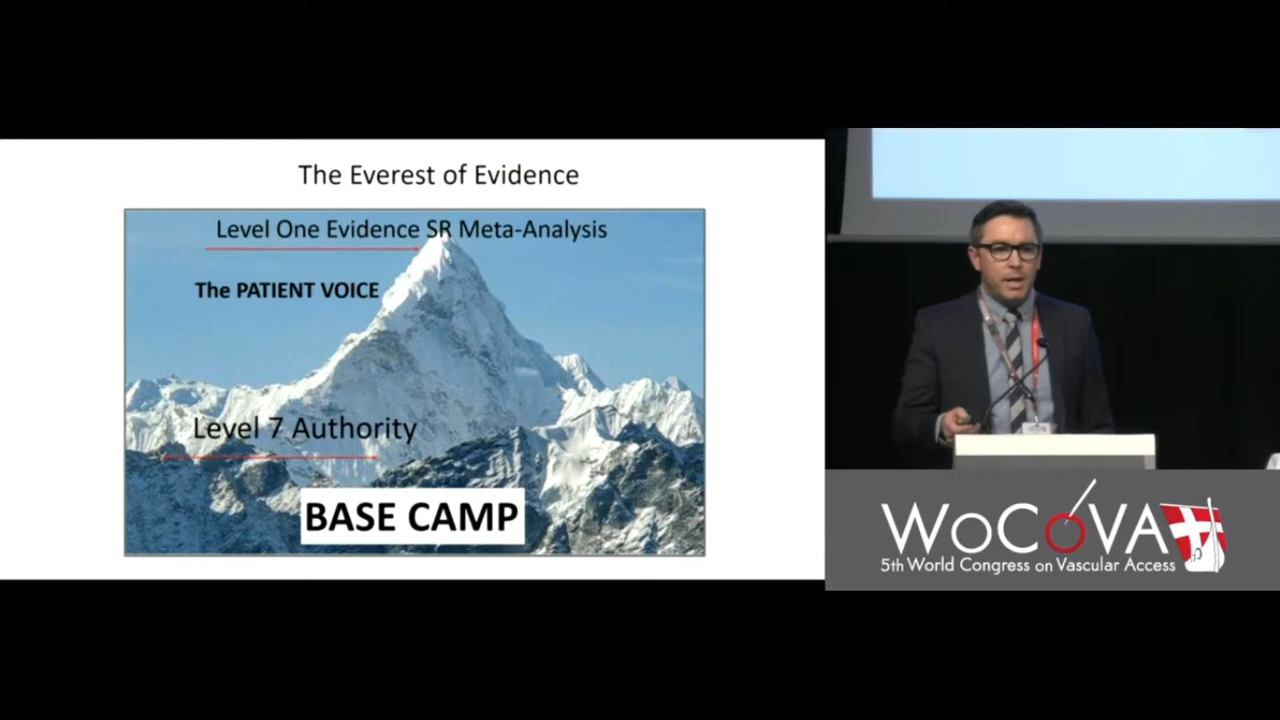 The Everest of Evidence
Level One Evidence SR Meta-Analysis
The PATIENT VOICE
Level 7 Authority
BASE CAMP
WoCoVA
5th World Congress on Vascular Access